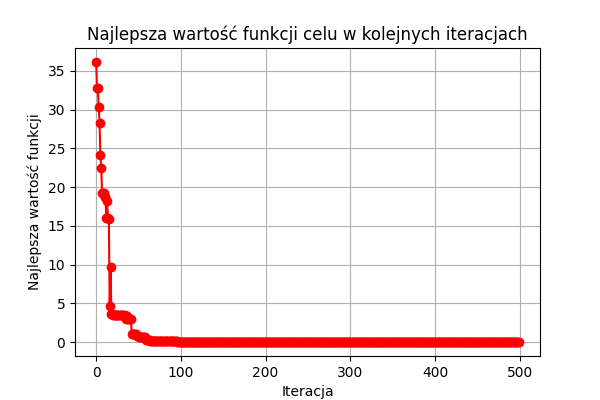 Najlepsza wartość funkcji celu w kolejnych iteracjach
Najlepsza wartość funkcji
35
30
25
20
15
10
5
0
0 100 200 300 400 500
Iteracja